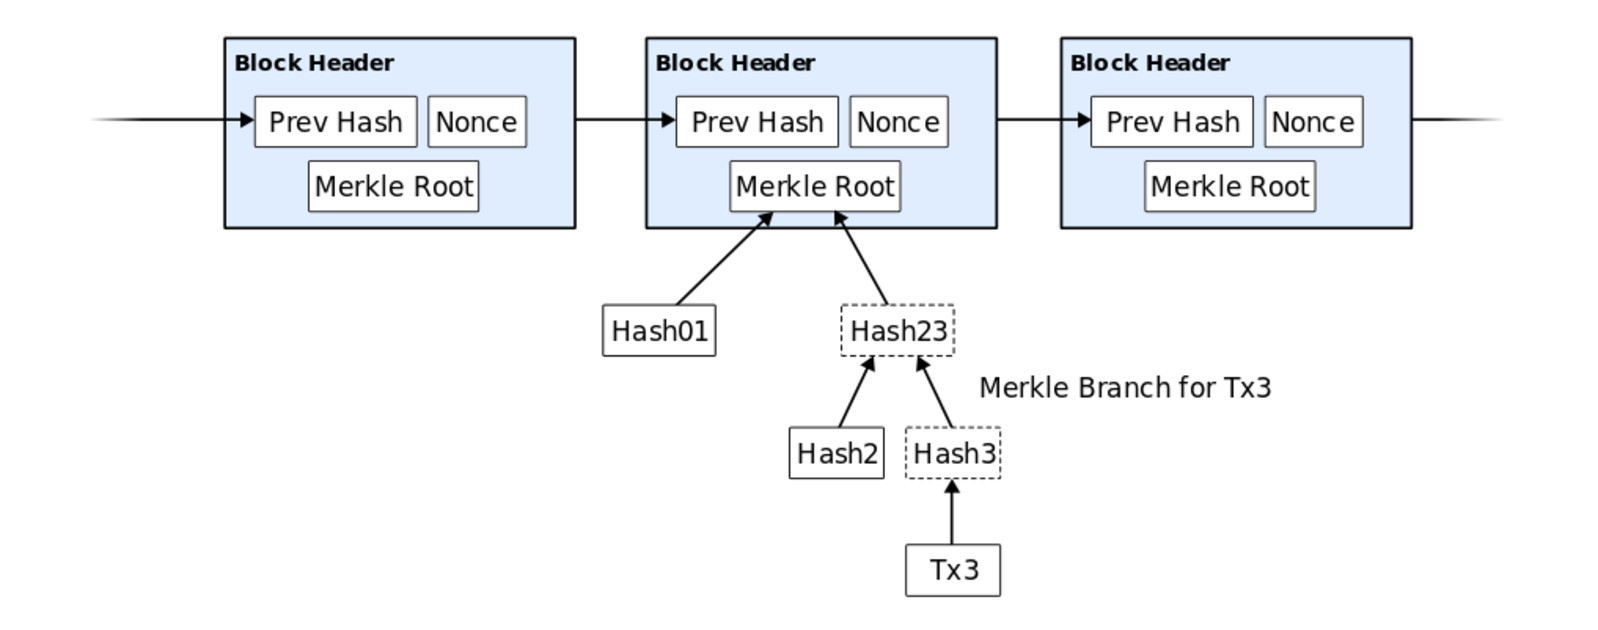 Block Header
Prev Hash
Nonce
Merkle Root
Block Header
Prev Hash
Nonce
Merkle Root
Block Header
Prev Hash
Nonce
Merkle Root
Hash01
Hash23
Merkle Branch for Tx3
Hash2
Hash3
Tx3